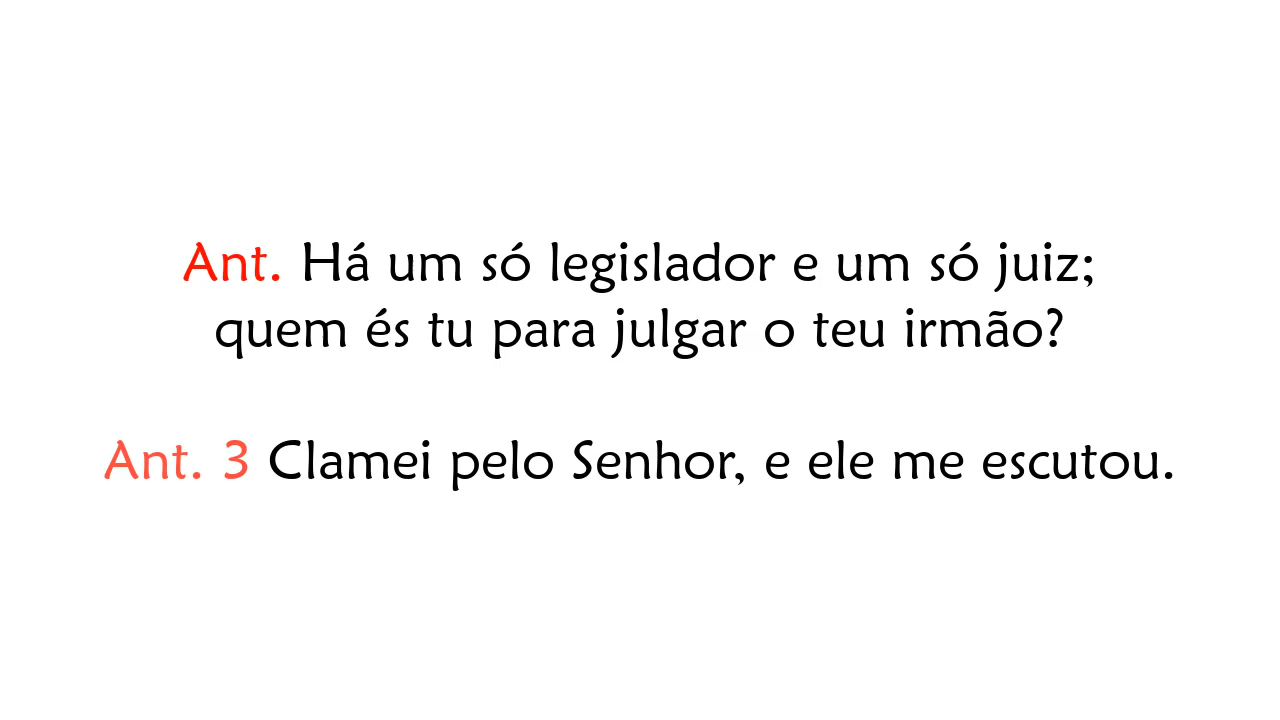 Ant. Há um só legislador e um só juiz;
quem és tu para julgar o teu irmão?
Ant. 3 Clamei pelo Senhor, e ele me escutou.